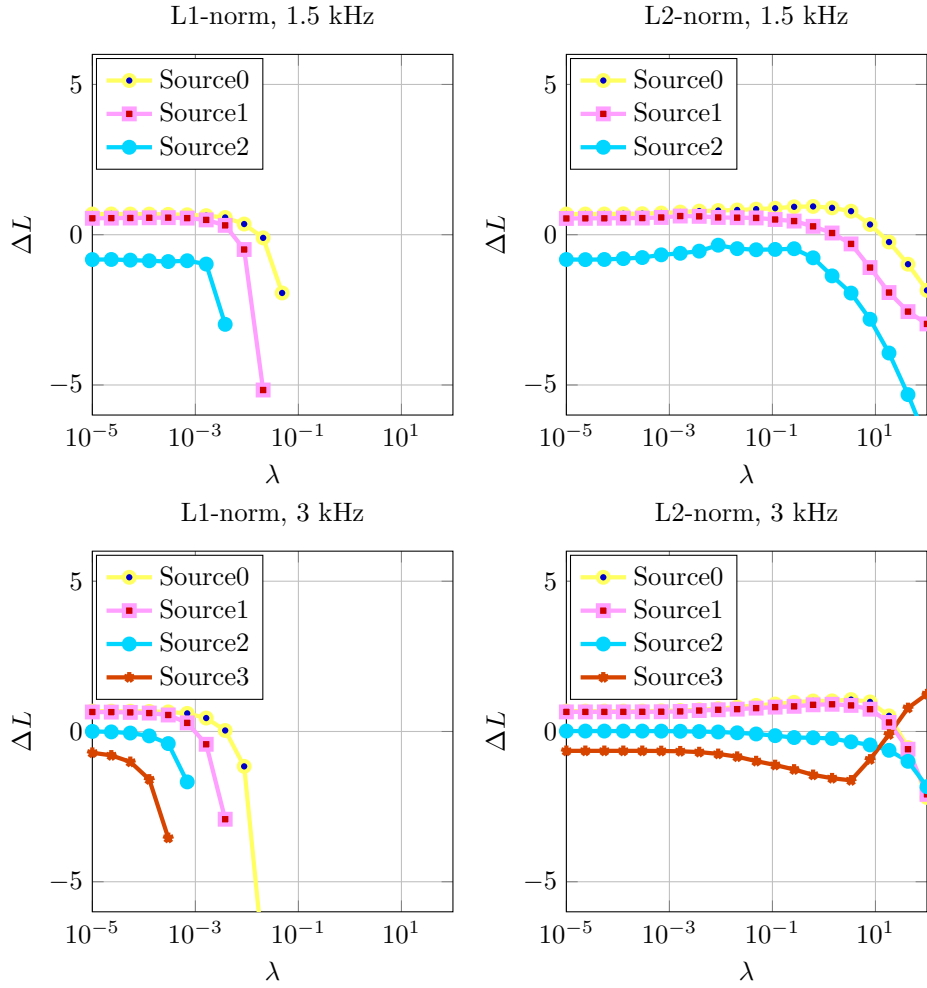 L1-norm, 1.5 kHz
5
0
−5
ΔL
10^−5
10^−3
10^−1
10^1
λ
Source0
Source1
Source2
L2-norm, 1.5 kHz
5
0
−5
ΔL
10^−5
10^−3
10^−1
10^1
λ
Source0
Source1
Source2
L1-norm, 3 kHz
5
0
−5
ΔL
10^−5
10^−3
10^−1
10^1
λ
Source0
Source1
Source2
Source3
L2-norm, 3 kHz
5
0
−5
ΔL
10^−5
10^−3
10^−1
10^1
λ
Source0
Source1
Source2
Source3